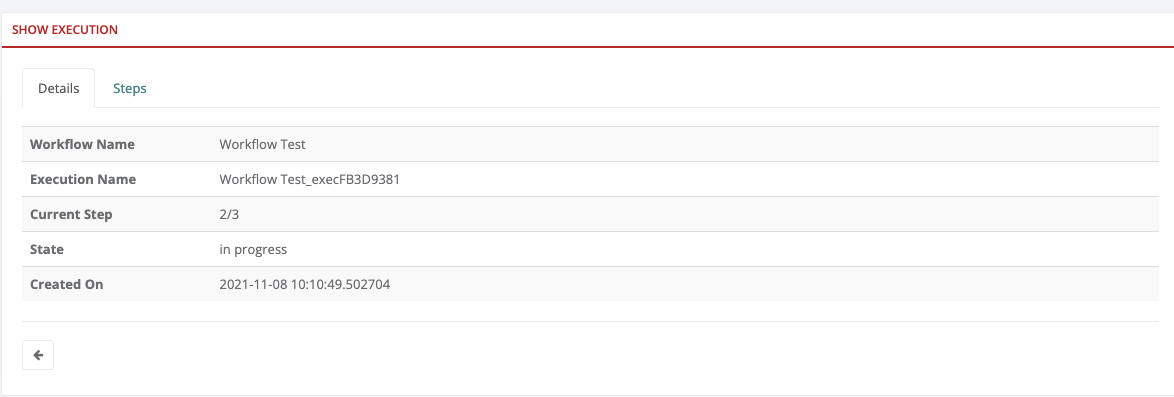 SHOW EXECUTION
Details Steps
Workflow Name Workflow Test
Execution Name Workflow Test_execFB3D9381
Current Step 2/3
State in progress
Created On 2021-11-08 10:10:49.502704